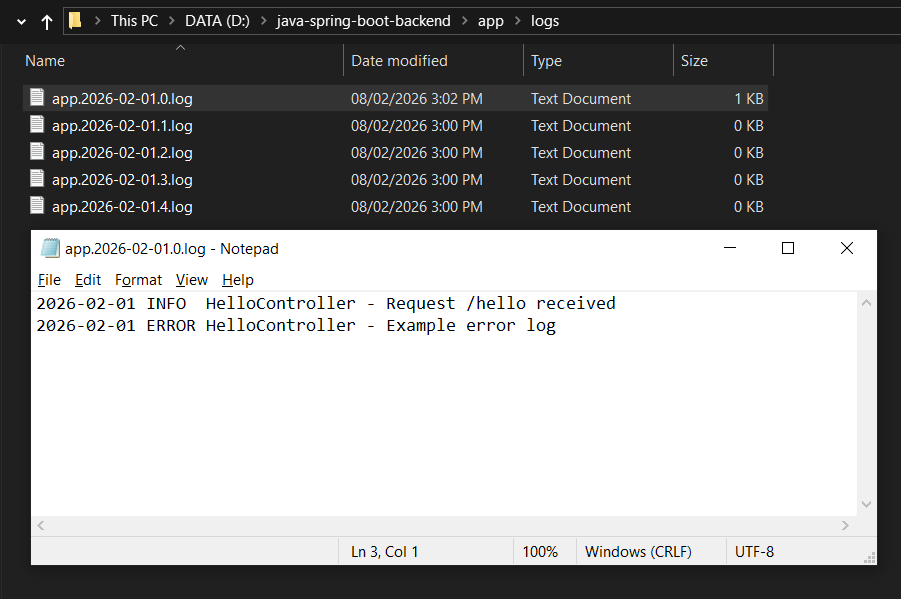 This PC > DATA (D:) > java-spring-boot-backend > app > logs
Name Date modified Type Size
app.2026-02-01.0.log 08/02/2026 3:02 PM Text Document 1 KB
app.2026-02-01.1.log 08/02/2026 3:00 PM Text Document 0 KB
app.2026-02-01.2.log 08/02/2026 3:00 PM Text Document 0 KB
app.2026-02-01.3.log 08/02/2026 3:00 PM Text Document 0 KB
app.2026-02-01.4.log 08/02/2026 3:00 PM Text Document 0 KB
app.2026-02-01.0.log - Notepad
File Edit Format View Help
2026-02-01 INFO  HelloController - Request /hello received
2026-02-01 ERROR HelloController - Example error log
Ln 3, Col 1 100% Windows (CRLF) UTF-8